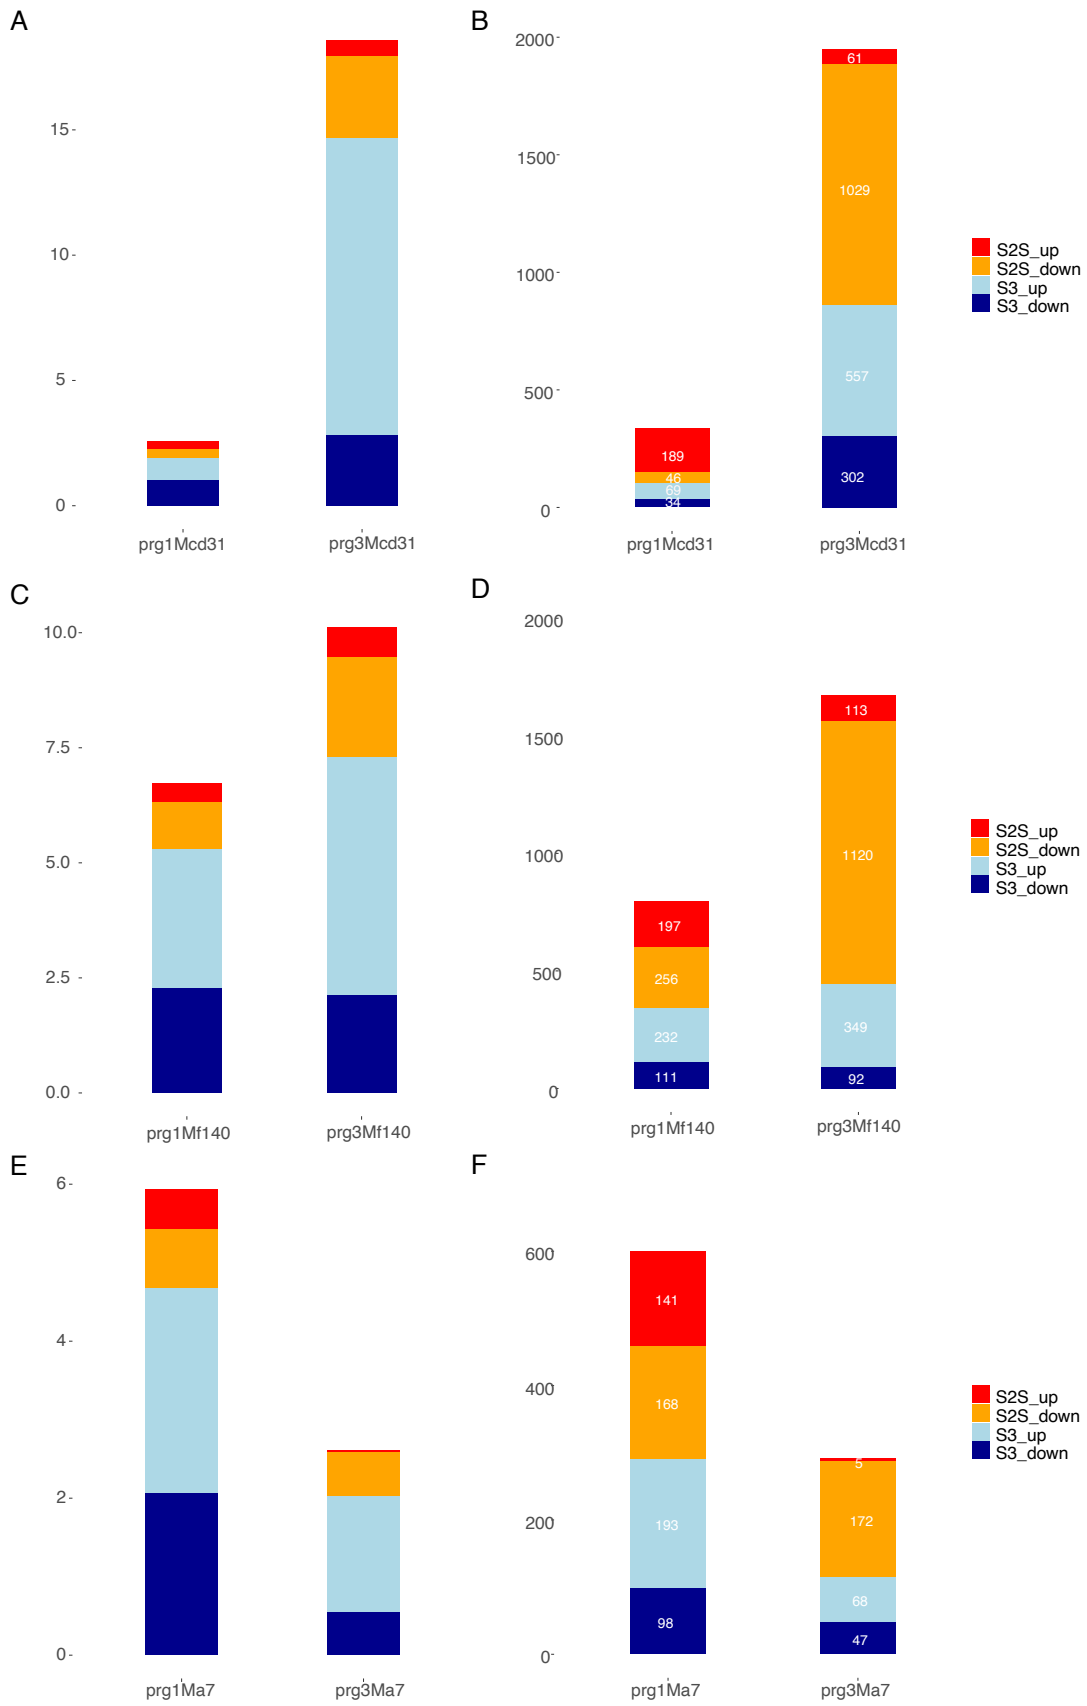 A
15
10
5
0
prg1Mcd31
prg3Mcd31
B
2000
1500
1000
500
0
189
46
69
34
61
1029
557
302
prg1Mcd31
prg3Mcd31
S2S_up
S2S_down
S3_up
S3_down
C
10.0
7.5
5.0
2.5
0.0
prg1Mf140
prg3Mf140
D
2000
1500
1000
500
0
197
256
232
111
113
1120
349
92
prg1Mf140
prg3Mf140
S2S_up
S2S_down
S3_up
S3_down
E
6
4
2
0
prg1Ma7
prg3Ma7
F
600
400
200
0
141
168
193
98
5
172
68
47
prg1Ma7
prg3Ma7
S2S_up
S2S_down
S3_up
S3_down